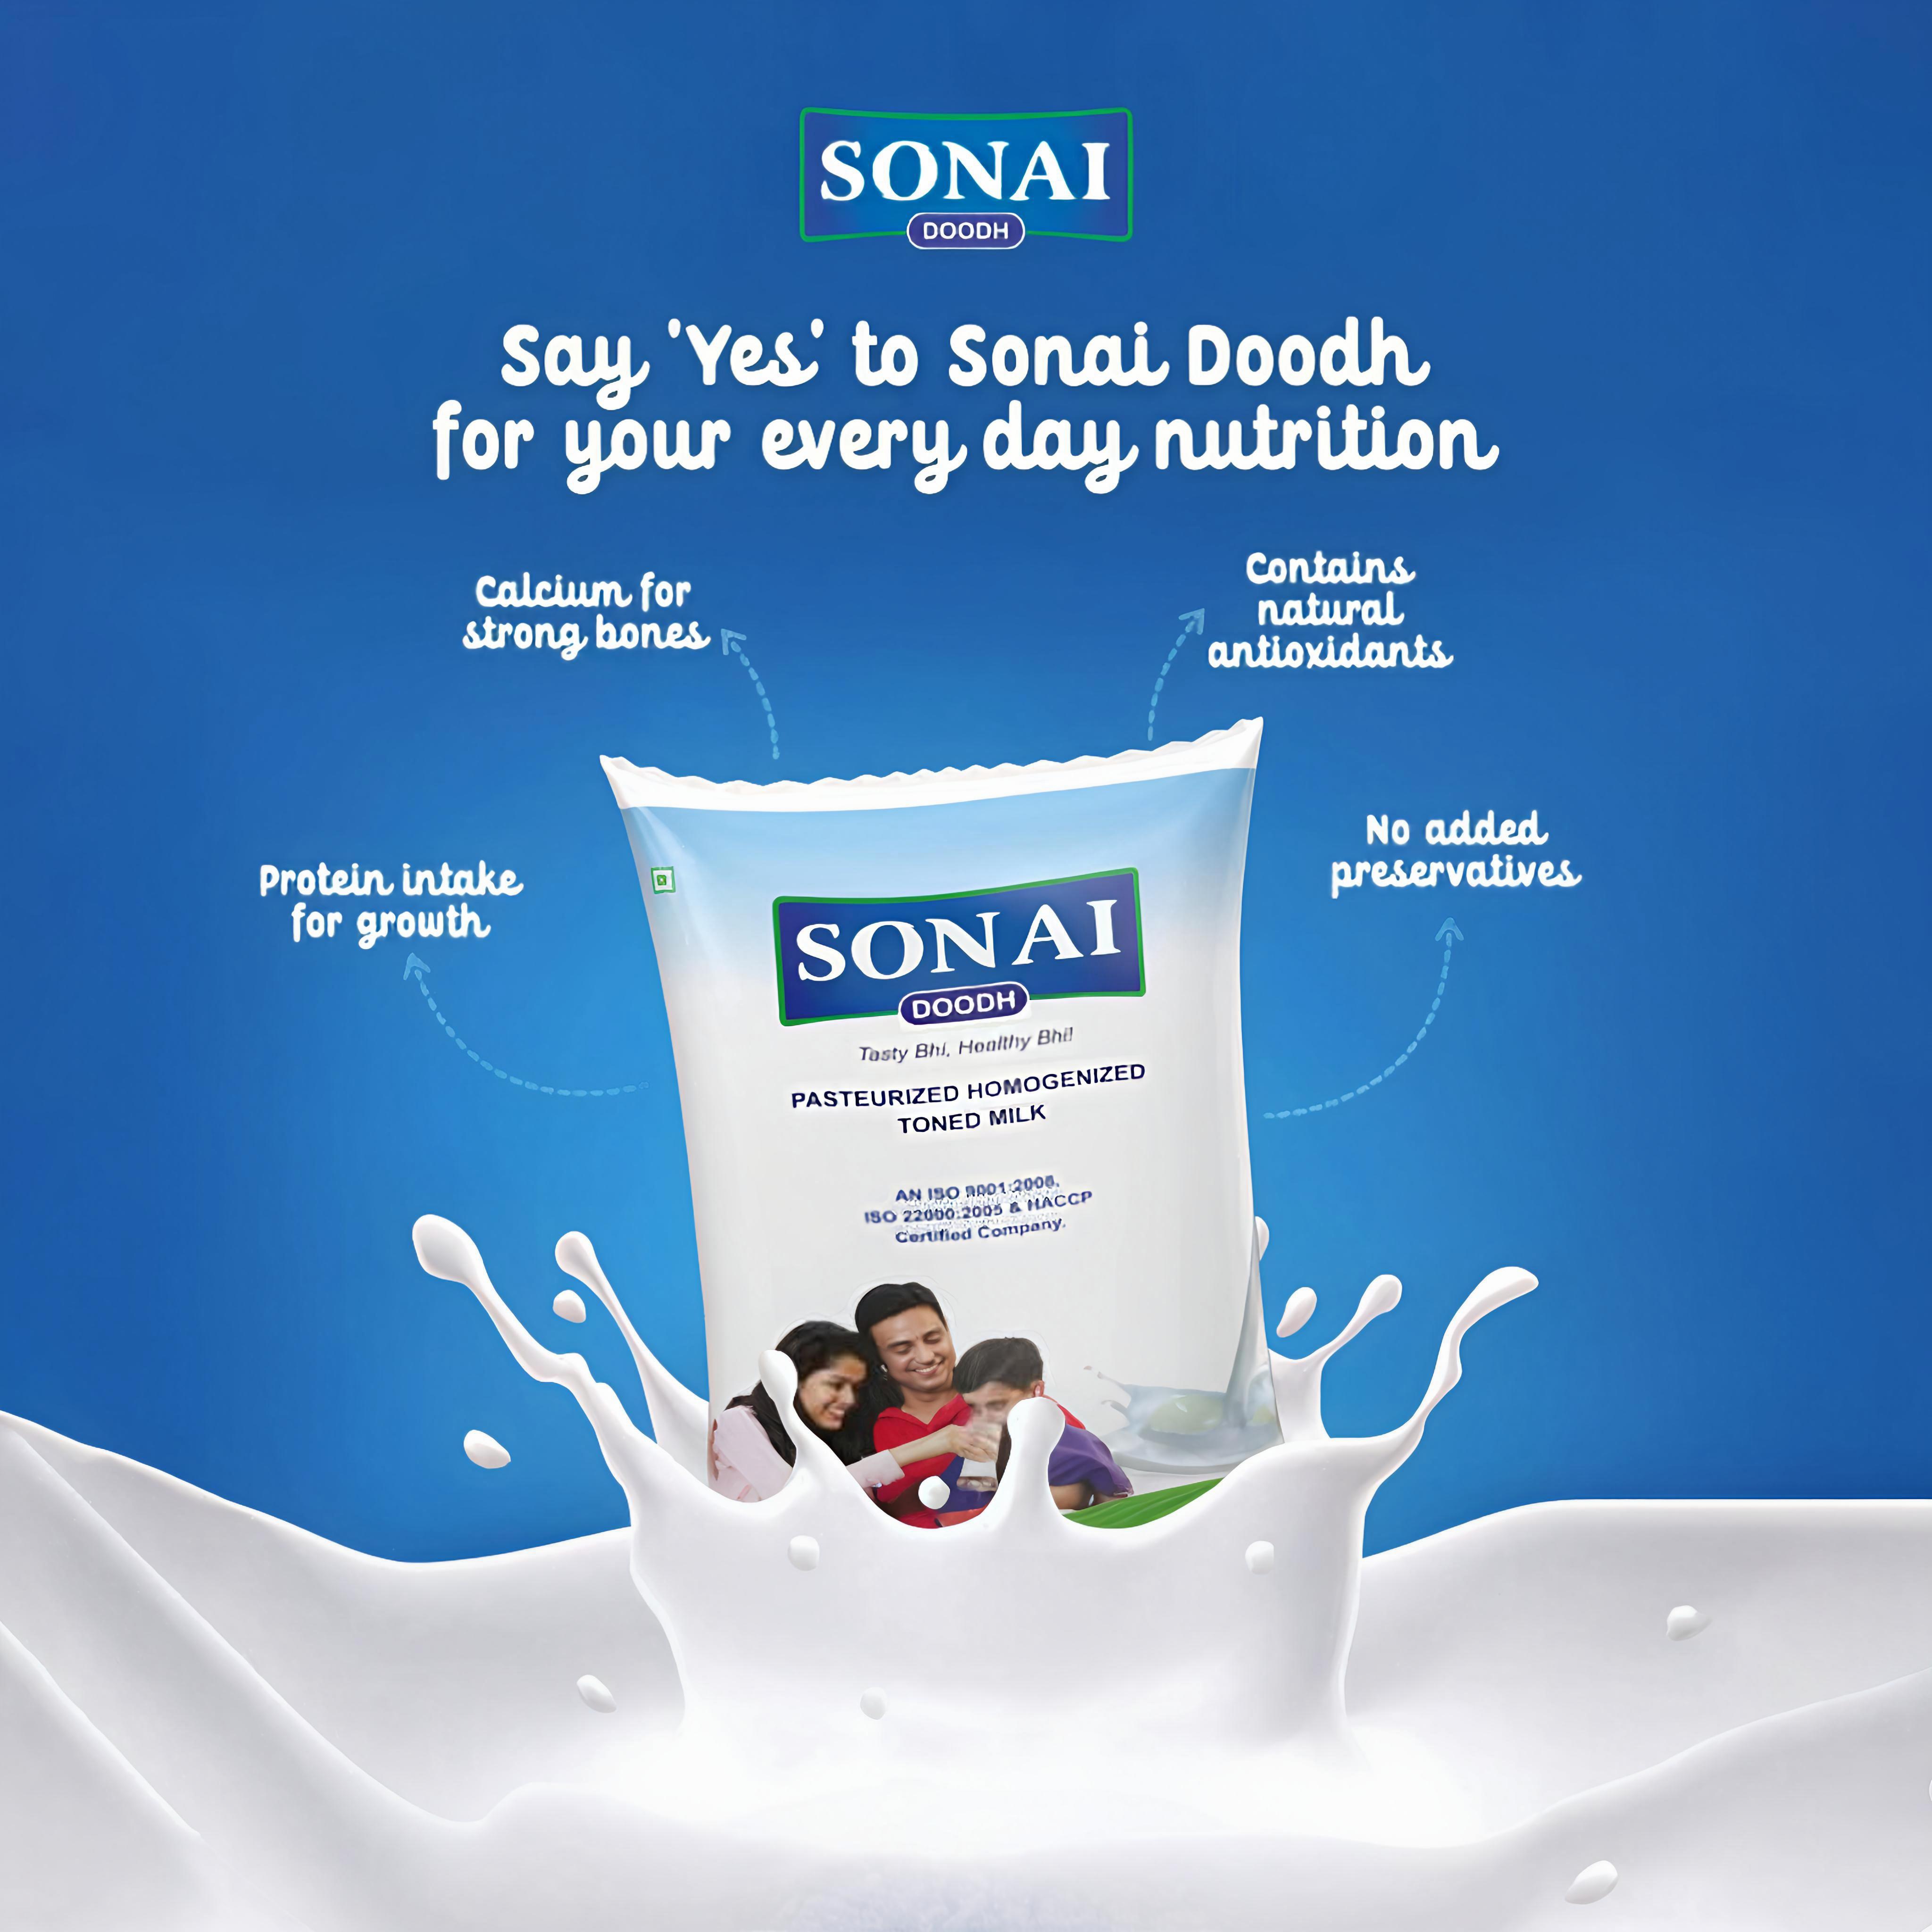 SONAI
DOODH
Say 'Yes' to Sonai Doodh
for your every day nutrition
Calcium for
strong bones
Contains
natural
antioxidants
Protein intake
for growth
No added
preservatives
SONAI
DOODH
Tasty Bhi, Healthy Bhi!
PASTEURIZED HOMOGENIZED
TONED MILK
AN ISO 9001:2008,
ISO 22000:2005 & HACCP
Certified Company.